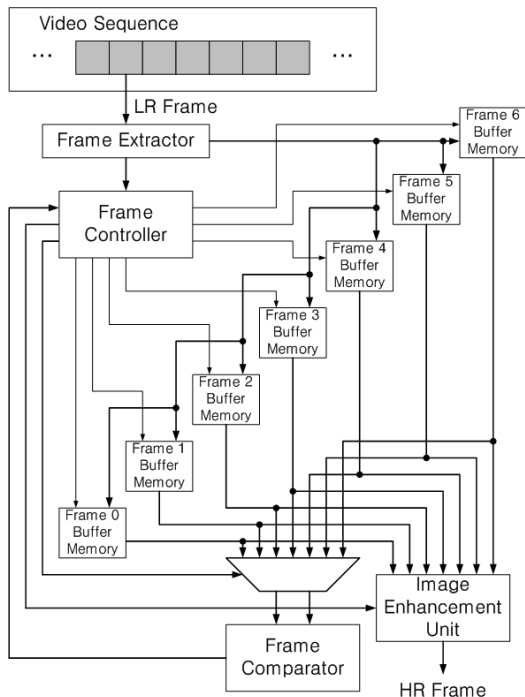 Video Sequence
... ...
LR Frame
Frame Extractor
Frame 6
Buffer
Memory
Frame 5
Buffer
Memory
Frame
Controller
Frame 4
Buffer
Memory
Frame 3
Buffer
Memory
Frame 2
Buffer
Memory
Frame 1
Buffer
Memory
Frame 0
Buffer
Memory
Image
Enhancement
Unit
Frame
Comparator
HR Frame